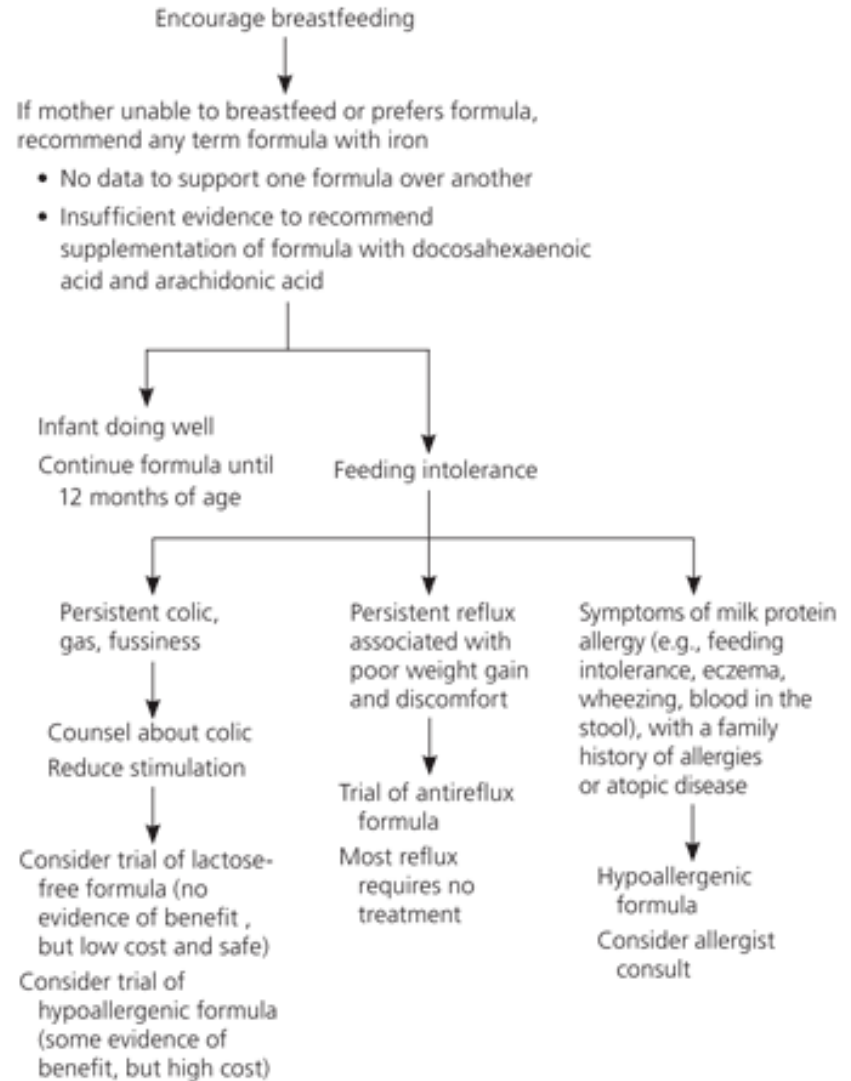 Encourage breastfeeding
If mother unable to breastfeed or prefers formula,
recommend any term formula with iron
• No data to support one formula over another
• Insufficient evidence to recommend
supplementation of formula with docosahexaenoic
acid and arachidonic acid
Infant doing well
Continue formula until
12 months of age
Feeding intolerance
Persistent colic,
gas, fussiness
Counsel about colic
Reduce stimulation
Consider trial of lactose-
free formula (no
evidence of benefit ,
but low cost and safe)
Consider trial of
hypoallergenic formula
(some evidence of
benefit, but high cost)
Persistent reflux
associated with
poor weight gain
and discomfort
Trial of antireflux
formula
Most reflux
requires no
treatment
Symptoms of milk protein
allergy (e.g., feeding
intolerance, eczema,
wheezing, blood in the
stool), with a family
history of allergies
or atopic disease
Hypoallergenic
formula
Consider allergist
consult